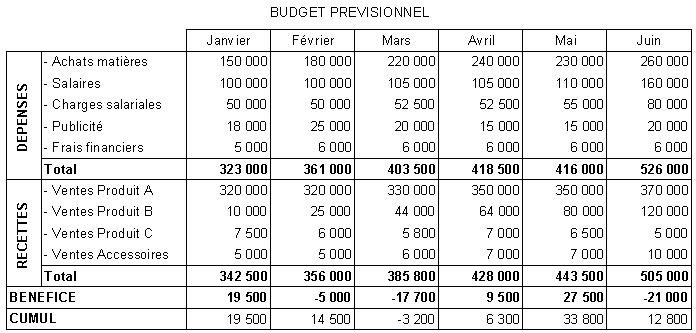 BUDGET PREVISIONNEL
Janvier Février Mars Avril Mai Juin
DEPENSES
- Achats matières 150 000 180 000 220 000 240 000 230 000 260 000
- Salaires 100 000 100 000 105 000 105 000 110 000 160 000
- Charges salariales 50 000 50 000 52 500 52 500 55 000 80 000
- Publicité 18 000 25 000 20 000 15 000 15 000 20 000
- Frais financiers 5 000 6 000 6 000 6 000 6 000 6 000
Total 323 000 361 000 403 500 418 500 416 000 526 000
RECETTES
- Ventes Produit A 320 000 320 000 330 000 350 000 350 000 370 000
- Ventes Produit B 10 000 25 000 44 000 64 000 80 000 120 000
- Ventes Produit C 7 500 6 000 5 800 7 000 6 500 5 000
- Ventes Accessoires 5 000 5 000 6 000 7 000 7 000 10 000
Total 342 500 356 000 385 800 428 000 443 500 505 000
BENEFICE 19 500 -5 000 -17 700 9 500 27 500 -21 000
CUMUL 19 500 14 500 -3 200 6 300 33 800 12 800